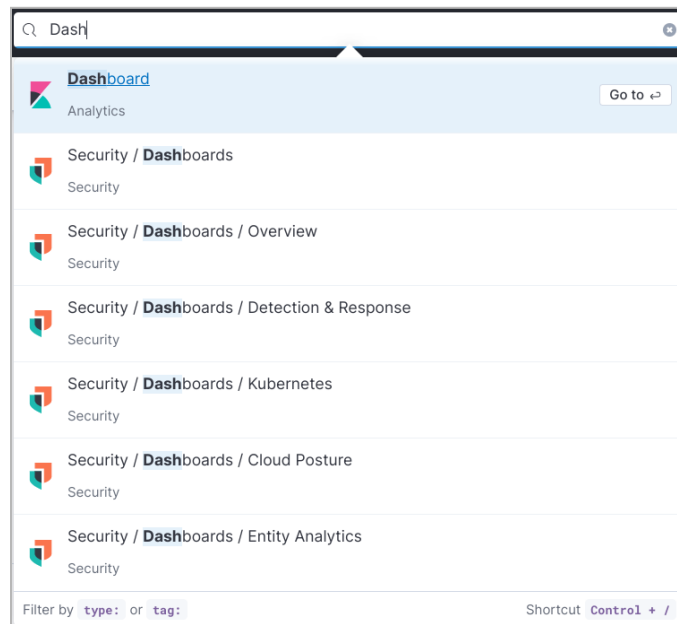 Dash
Dashboard
Go to
Analytics
Security / Dashboards
Security
Security / Dashboards / Overview
Security
Security / Dashboards / Detection & Response
Security
Security / Dashboards / Kubernetes
Security
Security / Dashboards / Cloud Posture
Security
Security / Dashboards / Entity Analytics
Security
Filter by type: or tag: Shortcut Control + /